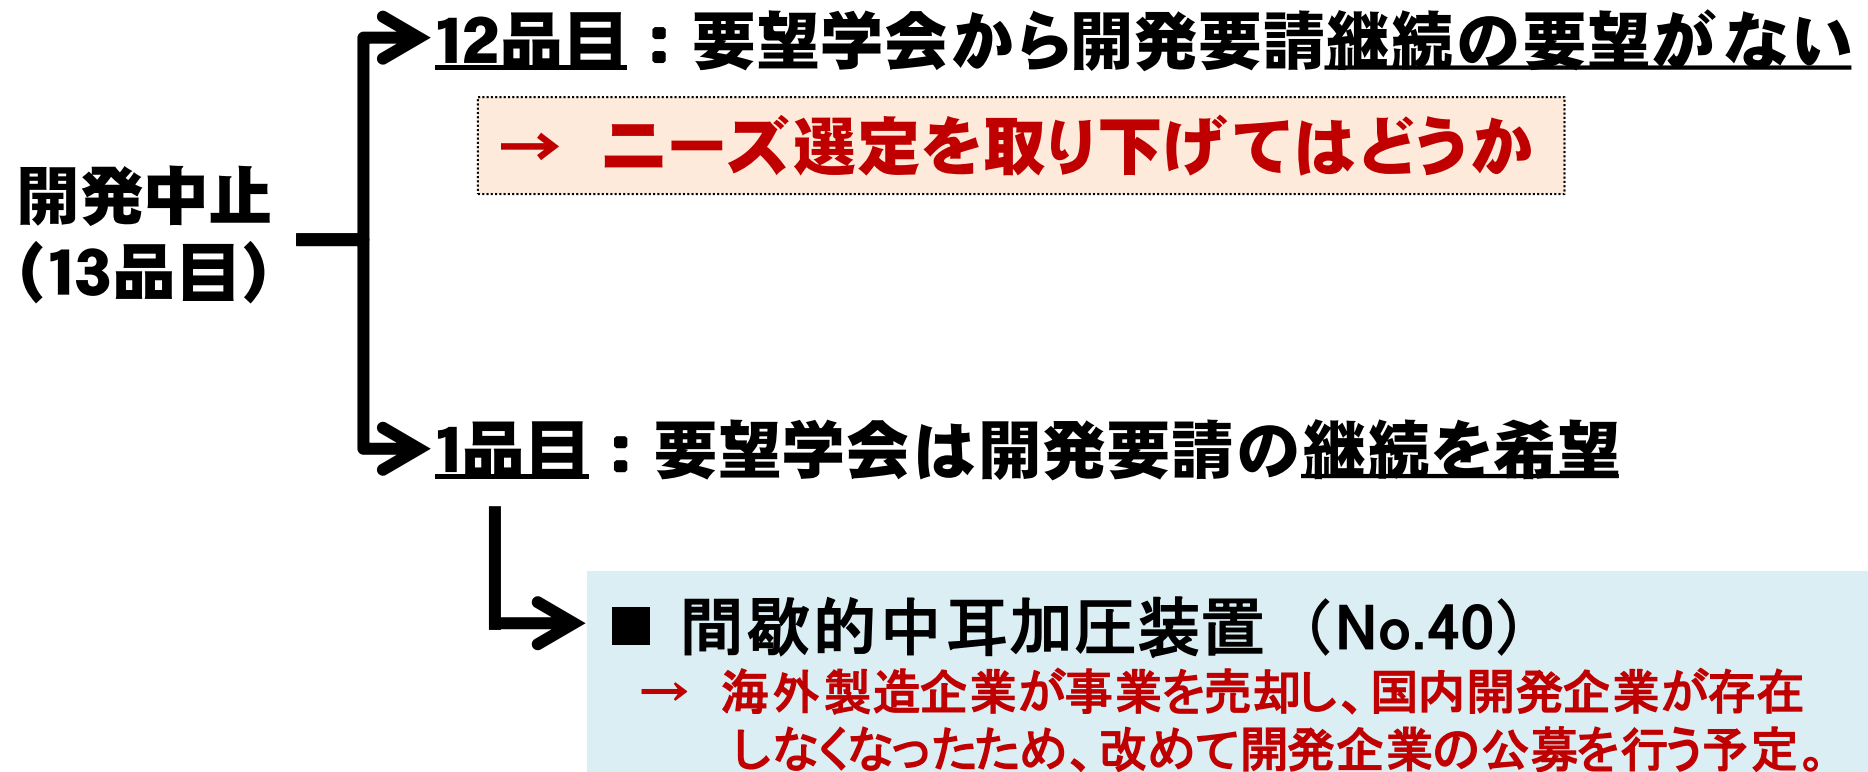 開発中止
（13品目）
12品目：要望学会から開発要請継続の要望がない
→ ニーズ選定を取り下げてはどうか
1品目：要望学会は開発要請の継続を希望
■ 間歇的中耳加圧装置（No.40）
→ 海外製造企業が事業を売却し、国内開発企業が存在
しなくなったため、改めて開発企業の公募を行う予定。